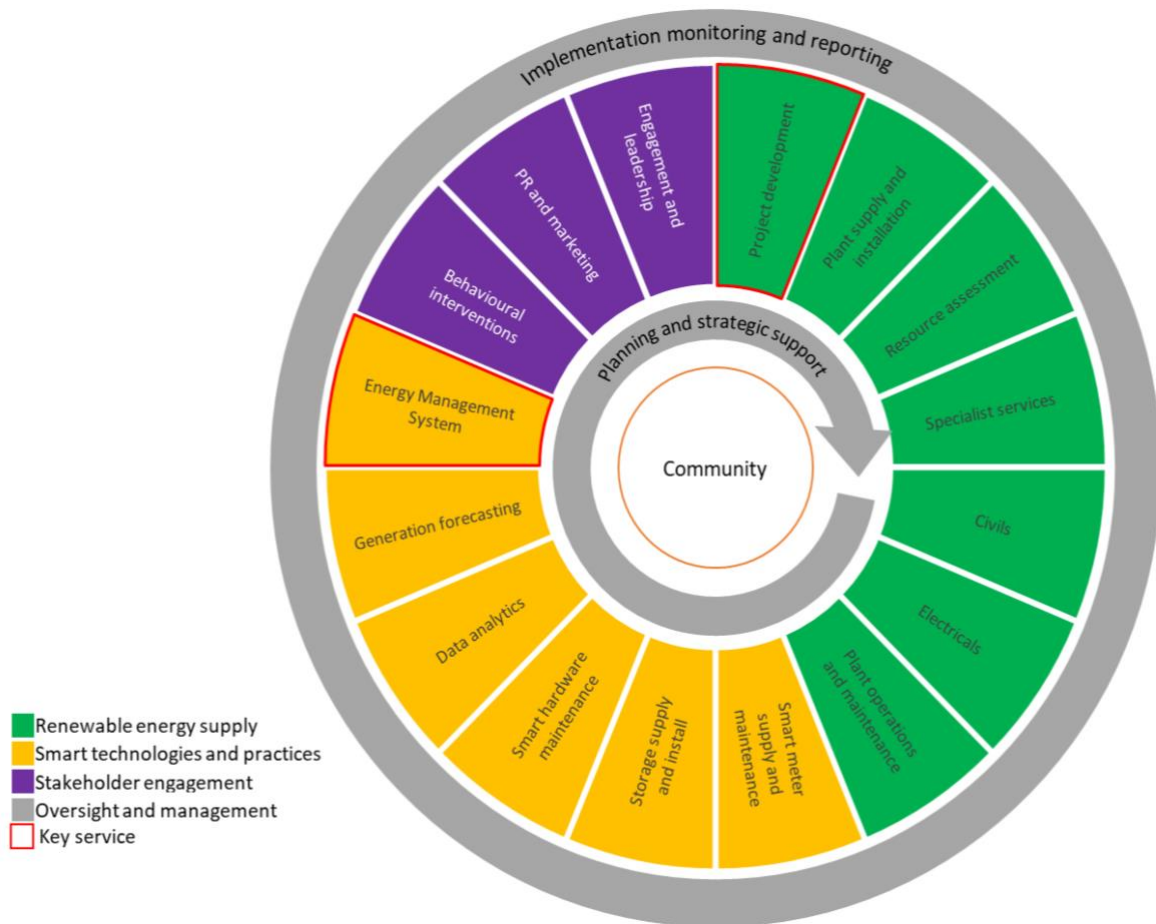 Implementation monitoring and reporting
Engagement and
leadership
Project development
Plant supply and
installation
Resource assessment
Specialist services
Civils
Electricals
Plant operations
and maintenance
Smart meter
supply and
maintenance
Storage supply
and install
Smart hardware
maintenance
Data analytics
Generation forecasting
Energy Management
System
Behavioural
interventions
PR and marketing
Planning and strategic support
Community
Renewable energy supply
Smart technologies and practices
Stakeholder engagement
Oversight and management
Key service